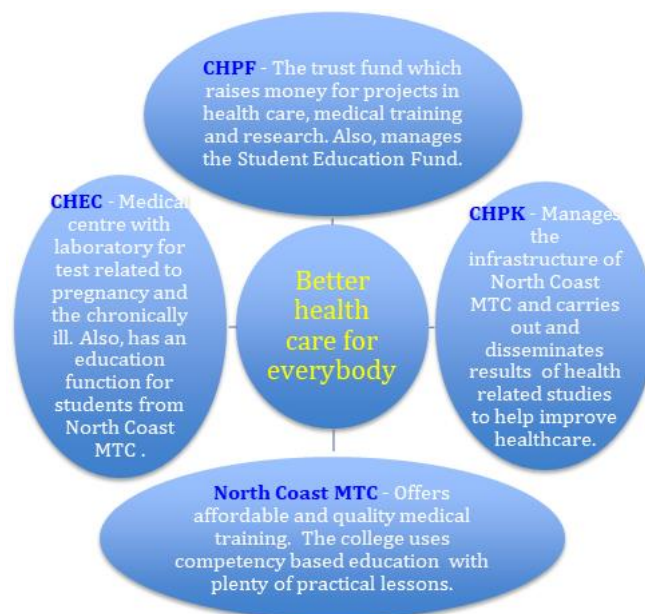 CHPF - The trust fund which
raises money for projects in
health care, medical training
and research. Also, manages
the Student Education Fund.
CHEC - Medical
centre with
laboratory for
test related to
pregnancy and
the chronically
ill. Also, has an
education
function for
students from
North Coast
MTC .
Better
health
care for
everybody
CHPK - Manages
the
infrastructure of
North Coast
MTC and carries
out and
disseminates
results of health
related studies
to help improve
healthcare.
North Coast MTC - Offers
affordable and quality medical
training. The college uses
competency based education with
plenty of practical lessons.